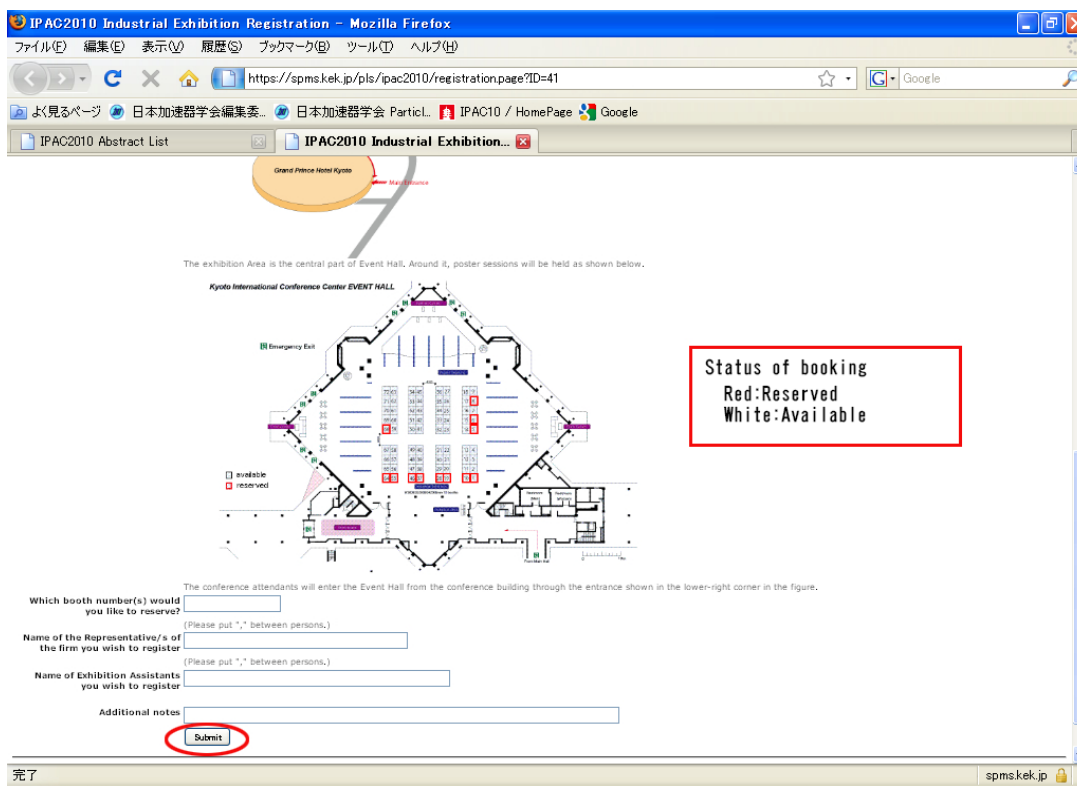 IPAC2010 Industrial Exhibition Registration - Mozilla Firefox
ファイル(F) 編集(E) 表示(V) 履歴(S) ブックマーク(B) ツール(T) ヘルプ(H)
https://spms.kek.jp/pls/ipac2010/registration.page?ID=41
Google
よく見るページ 日本加速器学会編集委... 日本加速器学会 Particl... IPAC10 / HomePage Google
IPAC2010 Abstract List
IPAC2010 Industrial Exhibition...
Grand Prince Hotel Kyoto
Main Entrance
The exhibition Area is the central part of Event Hall. Around it, poster sessions will be held as shown below.
Kyoto International Conference Center EVENT HALL
Emergency Exit
available
reserved
Status of booking
Red:Reserved
White:Available
The conference attendants will enter the Event Hall from the conference building through the entrance shown in the lower-right corner in the figure.
Which booth number(s) would
you like to reserve?
(Please put "," between persons.)
Name of the Representative/s of
the firm you wish to register
(Please put "," between persons.)
Name of Exhibition Assistants
you wish to register
Additional notes
Submit
完了
spms.kek.jp